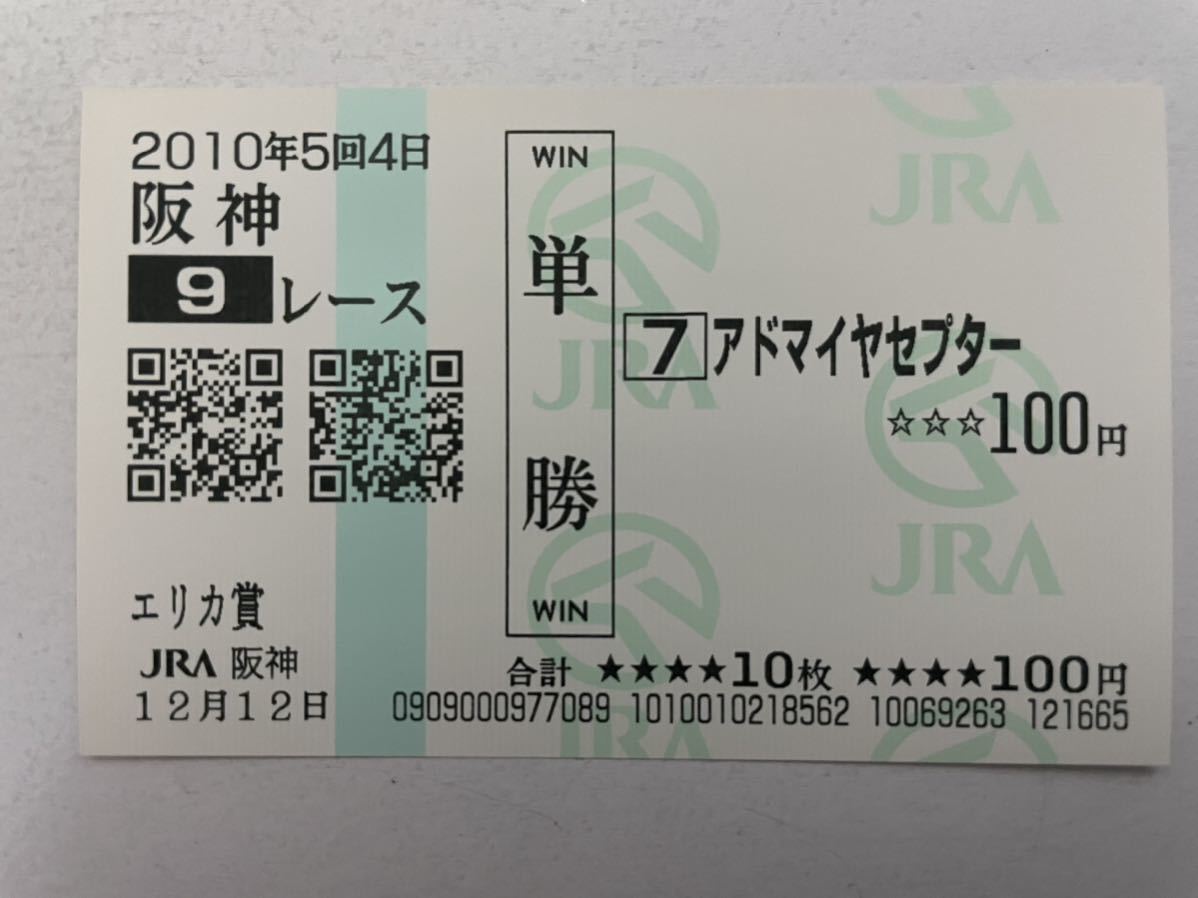 2010年5回4日
阪神
9レース
エリカ賞
JRA 阪神
12月12日
WIN
単勝
WIN
7アドマイヤセプター
☆☆☆100円
合計 ★★★★10枚 ★★★★100円
0909000977089 1010010218562 10069263 121665
JRA
JRA
JRA
JRA